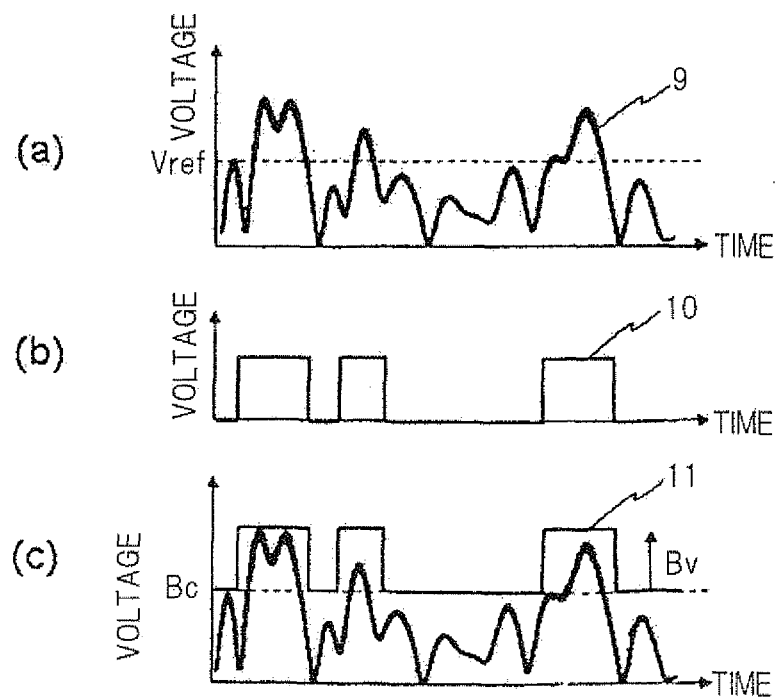 (a)
VOLTAGE
Vref
9
TIME
(b)
VOLTAGE
10
TIME
(c)
VOLTAGE
Bc
11
Bv
TIME